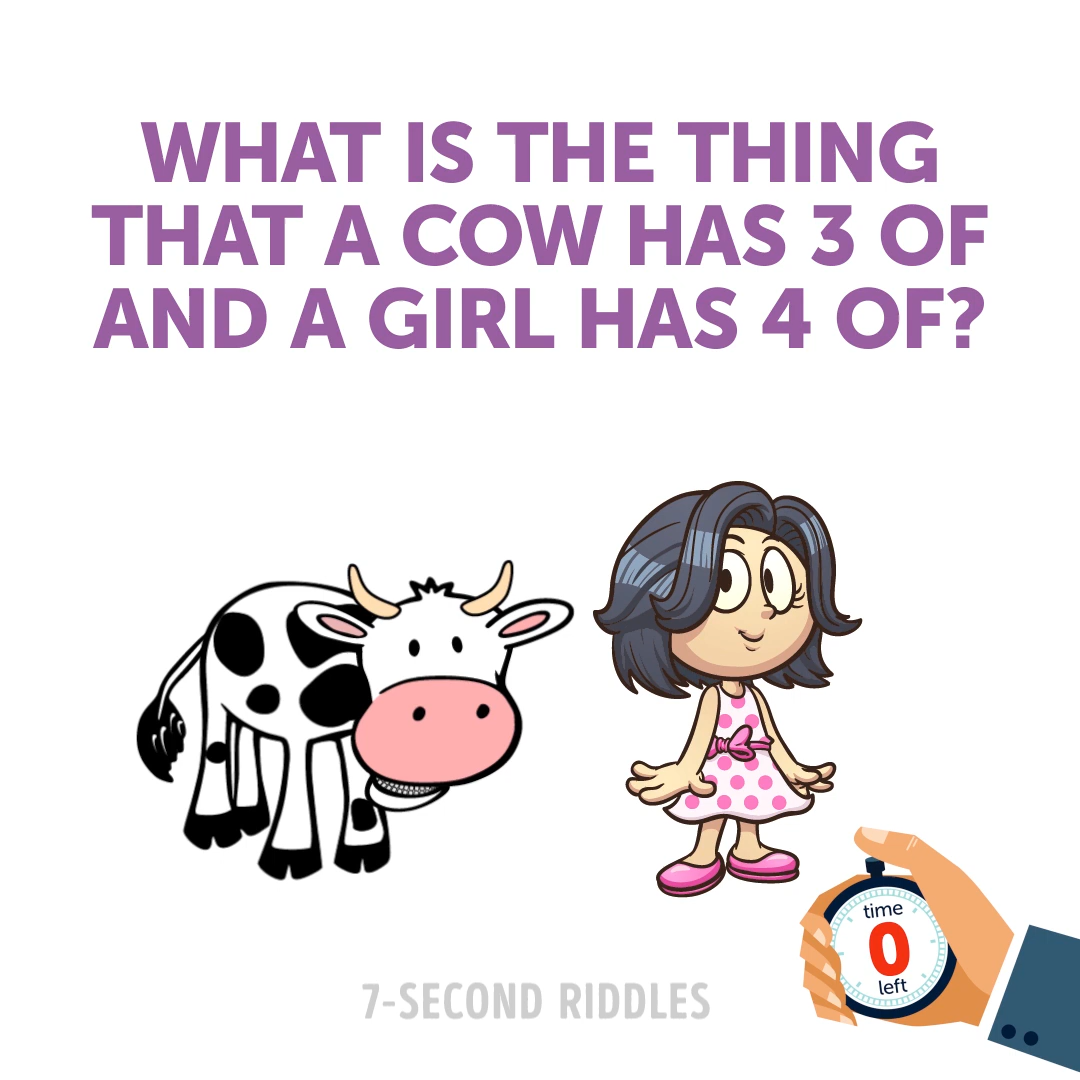 WHAT IS THE THING
THAT A COW HAS 3 OF
AND A GIRL HAS 4 OF?
time
0
left
7-SECOND RIDDLES